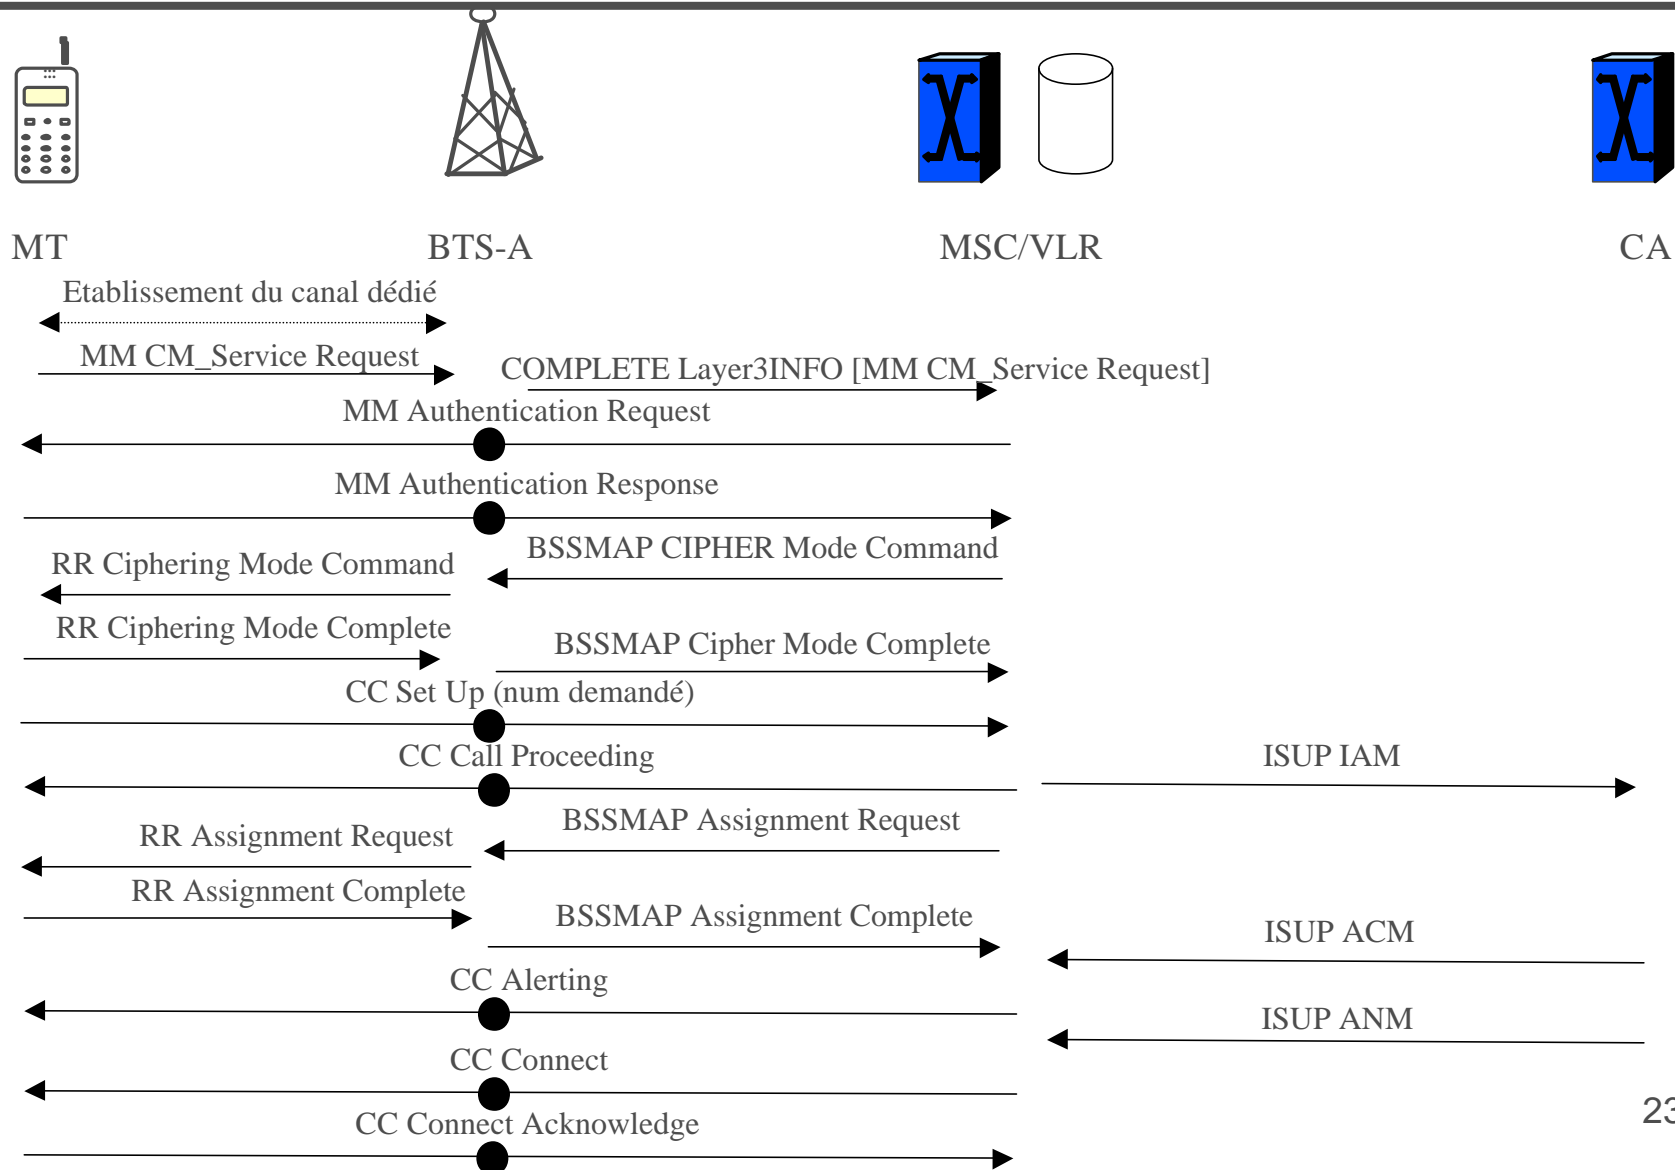 MT
BTS-A
MSC/VLR
CA
Etablissement du canal dédié
MM CM_Service Request
COMPLETE Layer3INFO [MM CM_Service Request]
MM Authentication Request
MM Authentication Response
BSSMAP CIPHER Mode Command
RR Ciphering Mode Command
RR Ciphering Mode Complete
BSSMAP Cipher Mode Complete
CC Set Up (num demandé)
CC Call Proceeding
ISUP IAM
BSSMAP Assignment Request
RR Assignment Request
RR Assignment Complete
BSSMAP Assignment Complete
ISUP ACM
CC Alerting
ISUP ANM
CC Connect
23
CC Connect Acknowledge